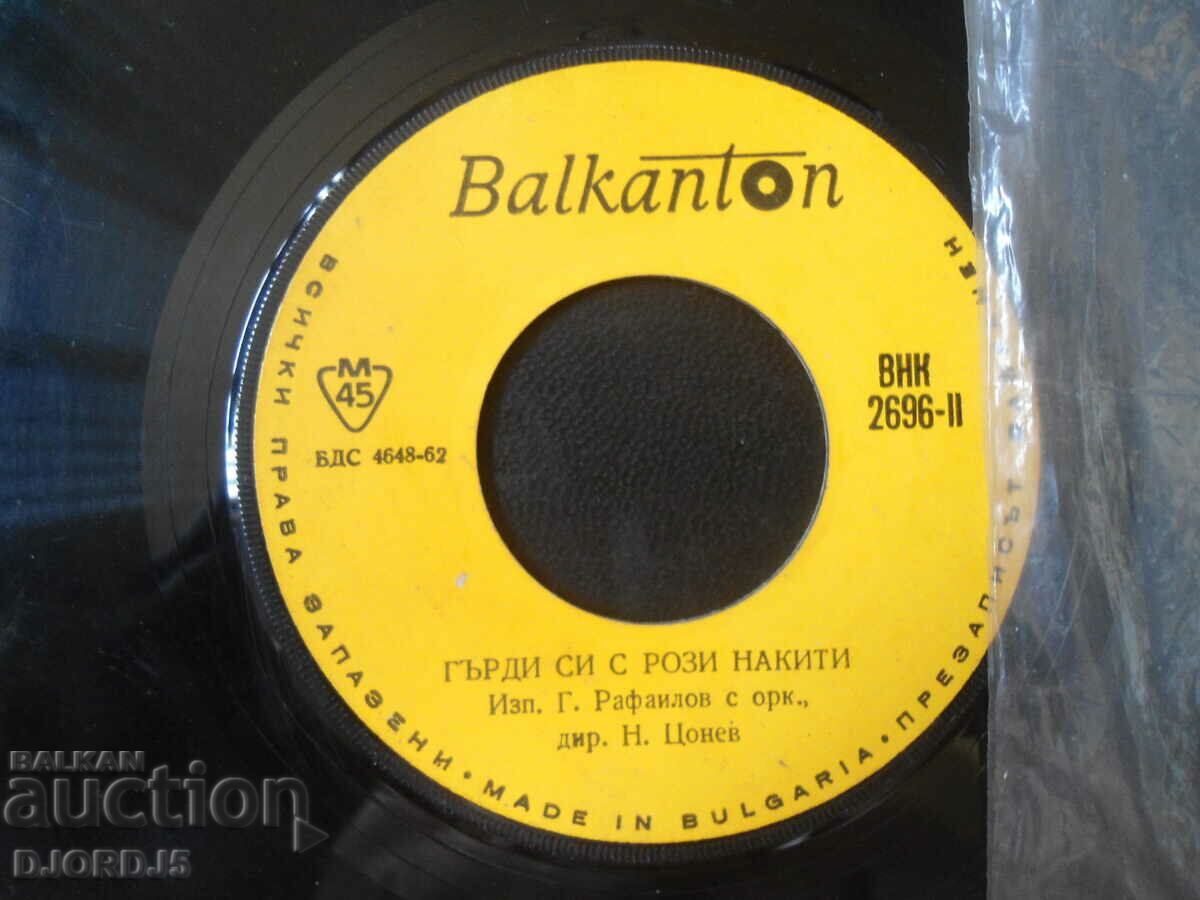 Balkanton
ВСИЧКИ ПРАВА ЗАПАЗЕНИ • MADE IN BULGARIA • ПРЕЗАПИСЪТ
М
45
БДС 4648-62
ВНК
2696-II
ГЪРДИ СИ С РОЗИ НАКИТИ
Изп. Г. Рафаилов с орк.,
дир. Н. Цонев
BALKAN
auction
DJORDJ5